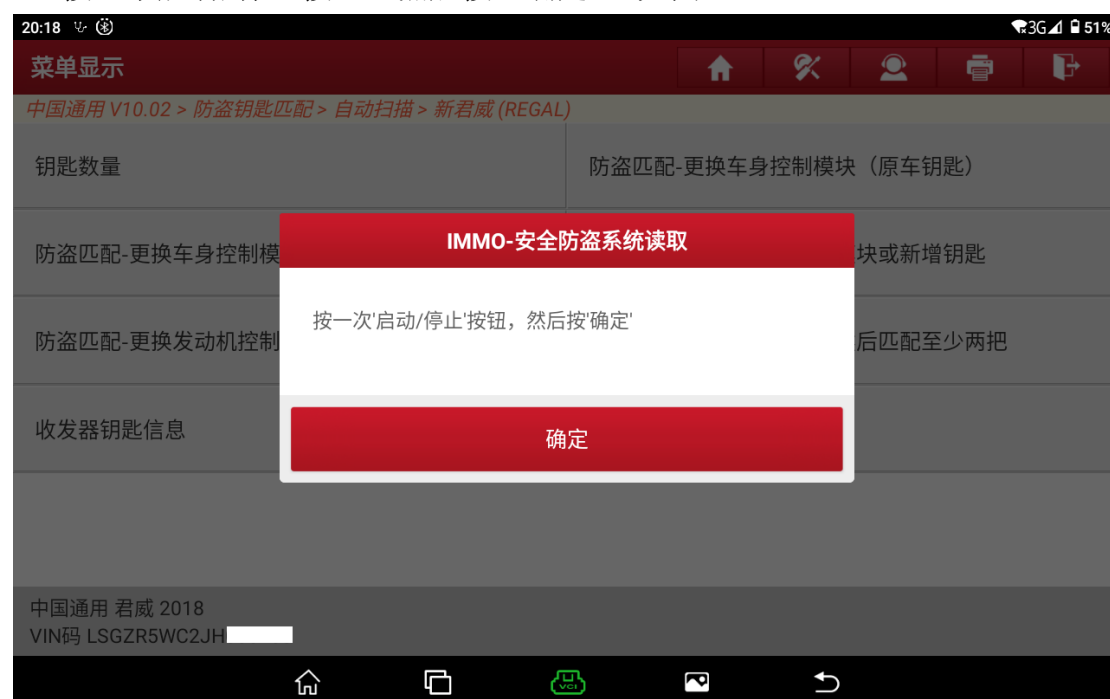 20:18
3G 51%
菜单显示
中国通用 V10.02 > 防盗钥匙匹配 > 自动扫描 > 新君威 (REGAL)
钥匙数量
防盗匹配-更换车身控制模块（原车钥匙）
防盗匹配-更换车身控制模
块或新增钥匙
IMMO-安全防盗系统读取
按一次'启动/停止'按钮，然后按'确定'
防盗匹配-更换发动机控制
后匹配至少两把
收发器钥匙信息
确定
中国通用 君威 2018
VIN码 LSGZR5WC2JH
VCI